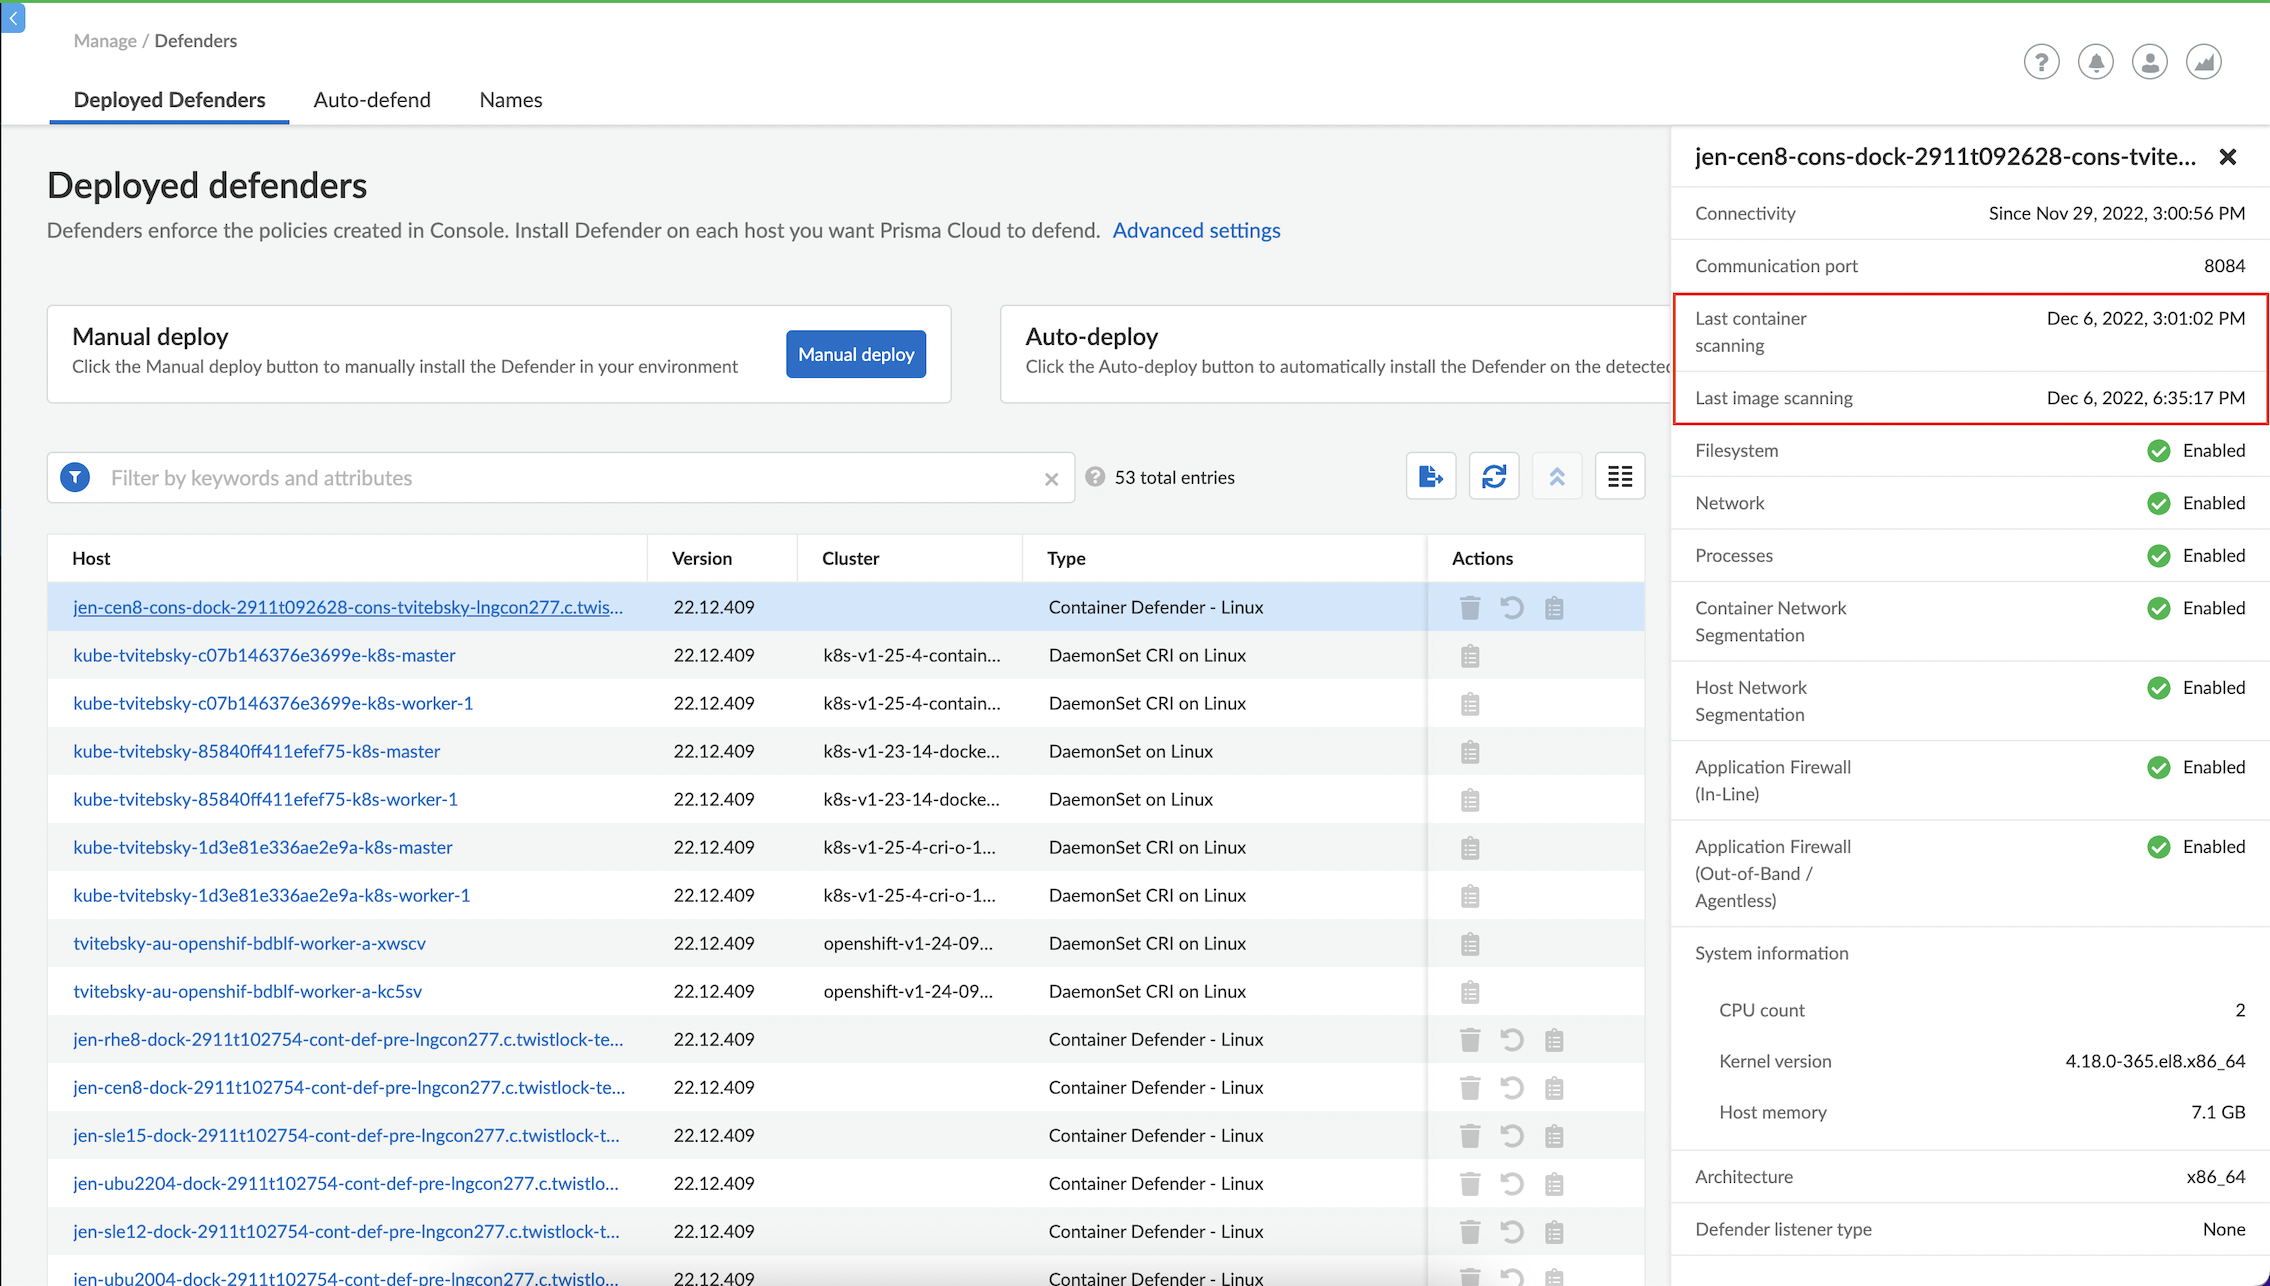 Manage / Defenders
Deployed Defenders Auto-defend Names
Deployed defenders
Defenders enforce the policies created in Console. Install Defender on each host you want Prisma Cloud to defend. Advanced settings
Manual deploy
Click the Manual deploy button to manually install the Defender in your environment
Manual deploy
Auto-deploy
Click the Auto-deploy button to automatically install the Defender on the detected
Filter by keywords and attributes
53 total entries
Host Version Cluster Type Actions
jen-cen8-cons-dock-2911t092628-cons-tvitebsky-lngcon277.c.twis... 22.12.409 Container Defender - Linux
kube-tvitebsky-c07b146376e3699e-k8s-master 22.12.409 k8s-v1-25-4-contain... DaemonSet CRI on Linux
kube-tvitebsky-c07b146376e3699e-k8s-worker-1 22.12.409 k8s-v1-25-4-contain... DaemonSet CRI on Linux
kube-tvitebsky-85840ff411efef75-k8s-master 22.12.409 k8s-v1-23-14-docke... DaemonSet on Linux
kube-tvitebsky-85840ff411efef75-k8s-worker-1 22.12.409 k8s-v1-23-14-docke... DaemonSet on Linux
kube-tvitebsky-1d3e81e336ae2e9a-k8s-master 22.12.409 k8s-v1-25-4-cri-o-1... DaemonSet CRI on Linux
kube-tvitebsky-1d3e81e336ae2e9a-k8s-worker-1 22.12.409 k8s-v1-25-4-cri-o-1... DaemonSet CRI on Linux
tvitebsky-au-openshif-bdblf-worker-a-xwscv 22.12.409 openshift-v1-24-09... DaemonSet CRI on Linux
tvitebsky-au-openshif-bdblf-worker-a-kc5sv 22.12.409 openshift-v1-24-09... DaemonSet CRI on Linux
jen-rhe8-dock-2911t102754-cont-def-pre-lngcon277.c.twistlock-te... 22.12.409 Container Defender - Linux
jen-cen8-dock-2911t102754-cont-def-pre-lngcon277.c.twistlock-te... 22.12.409 Container Defender - Linux
jen-sle15-dock-2911t102754-cont-def-pre-lngcon277.c.twistlock-t... 22.12.409 Container Defender - Linux
jen-ubu2204-dock-2911t102754-cont-def-pre-lngcon277.c.twistlo... 22.12.409 Container Defender - Linux
jen-sle12-dock-2911t102754-cont-def-pre-lngcon277.c.twistlock-t... 22.12.409 Container Defender - Linux
jen-ubu2004-dock-2911t102754-cont-def-pre-lngcon277.c.twistlo... 22.12.409 Container Defender - Linux
jen-cen8-cons-dock-2911t092628-cons-tvite...
Connectivity Since Nov 29, 2022, 3:00:56 PM
Communication port 8084
Last container Dec 6, 2022, 3:01:02 PM
scanning
Last image scanning Dec 6, 2022, 6:35:17 PM
Filesystem Enabled
Network Enabled
Processes Enabled
Container Network Enabled
Segmentation
Host Network Enabled
Segmentation
Application Firewall Enabled
(In-Line)
Application Firewall Enabled
(Out-of-Band /
Agentless)
System information
CPU count 2
Kernel version 4.18.0-365.el8.x86_64
Host memory 7.1 GB
Architecture x86_64
Defender listener type None